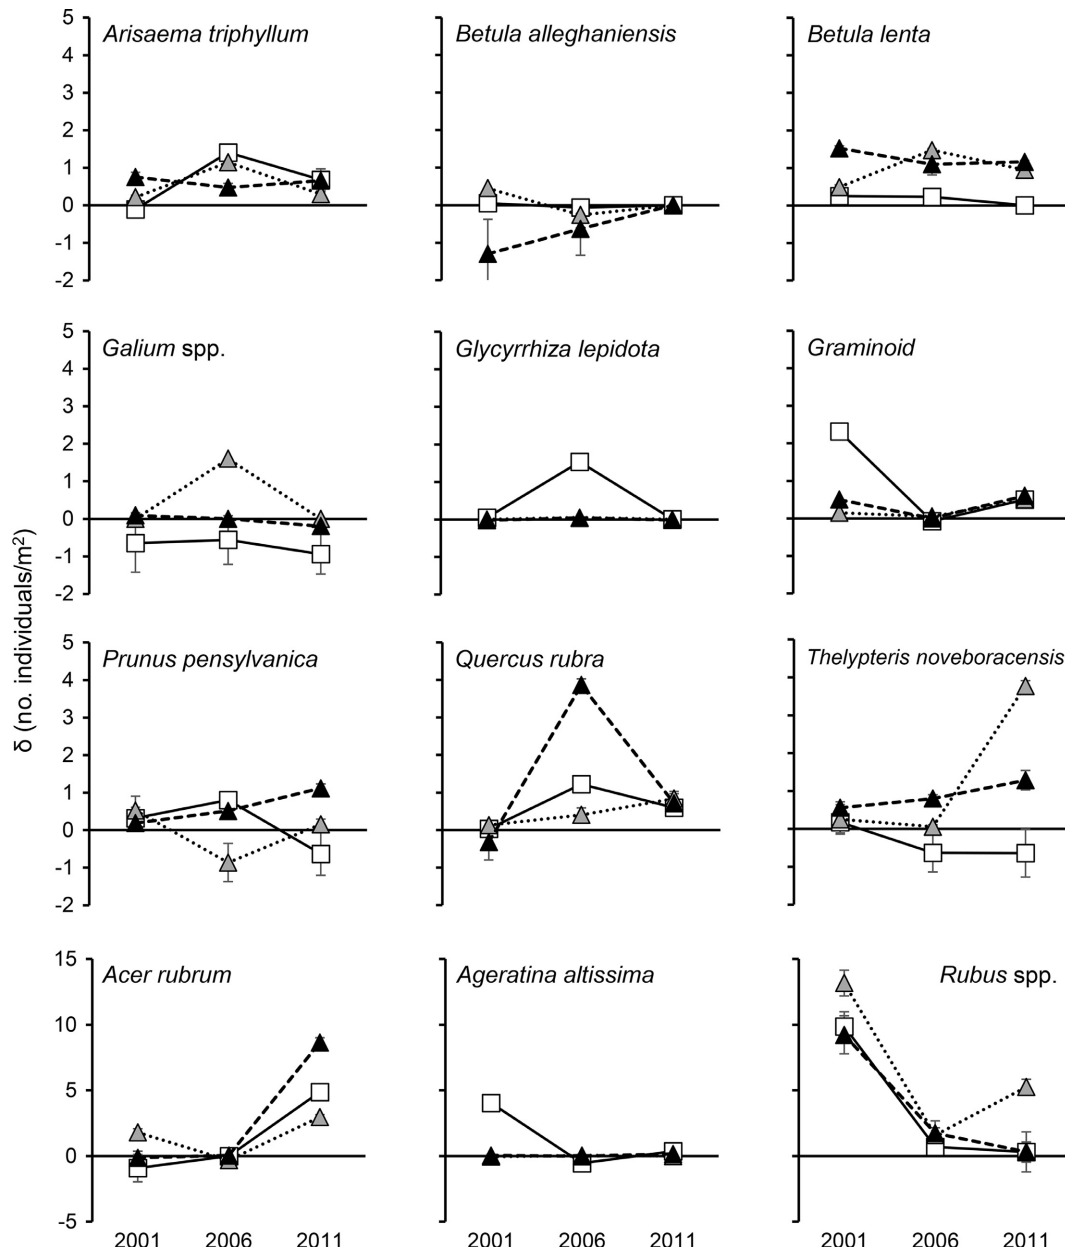 Arisaema triphyllum
Betula alleghaniensis
Betula lenta
5
4
3
2
1
0
-1
-2
Galium spp.
Glycyrrhiza lepidota
Graminoid
5
4
3
2
1
0
-1
-2
δ (no. individuals/m²)
Prunus pensylvanica
Quercus rubra
Thelypteris noveboracensis
5
4
3
2
1
0
-1
-2
Acer rubrum
Ageratina altissima
Rubus spp.
15
10
5
0
-5
2001 2006 2011
2001 2006 2011
2001 2006 2011